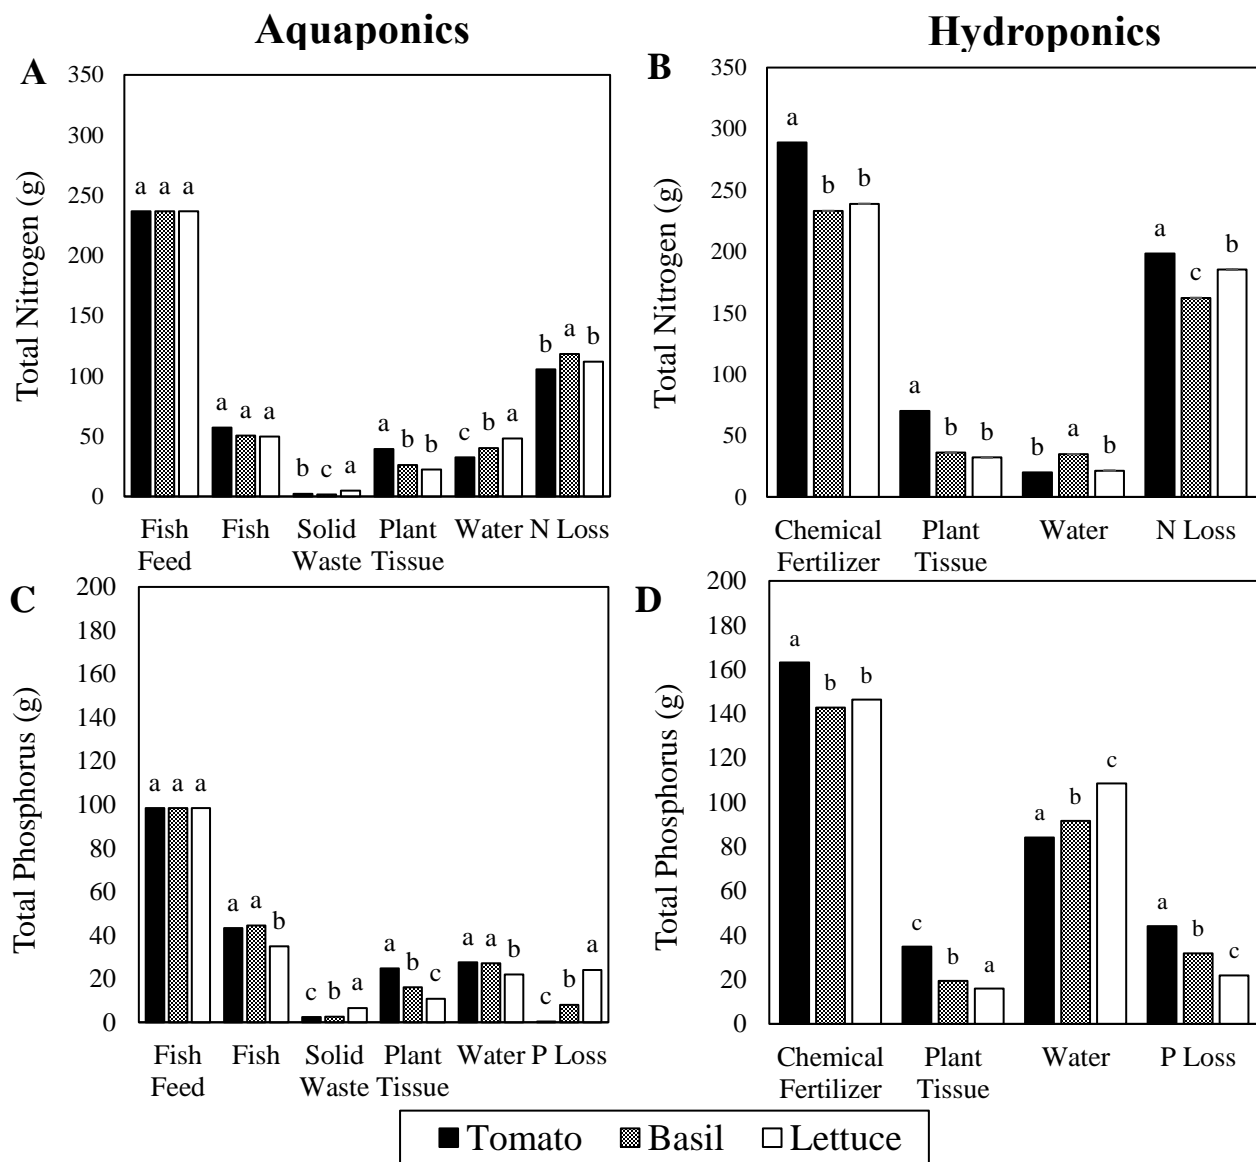 Aquaponics
Hydroponics
A
Total Nitrogen (g)
350
300
250
200
150
100
50
0
a a a
a a a
b c a
a b b
c b a
b a b
Fish Feed
Fish
Solid Waste
Plant Tissue
Water
N Loss
B
Total Nitrogen (g)
350
300
250
200
150
100
50
0
a b b
a b b
b a b
a c b
Chemical Fertilizer
Plant Tissue
Water
N Loss
C
Total Phosphorus (g)
200
180
160
140
120
100
80
60
40
20
0
a a a
a a b
c b a
a b c
a a b
c b a
Fish Feed
Fish
Solid Waste
Plant Tissue
Water
P Loss
D
Total Phosphorus (g)
200
180
160
140
120
100
80
60
40
20
0
a b b
c b a
a b c
a b c
Chemical Fertilizer
Plant Tissue
Water
P Loss
Tomato Basil Lettuce